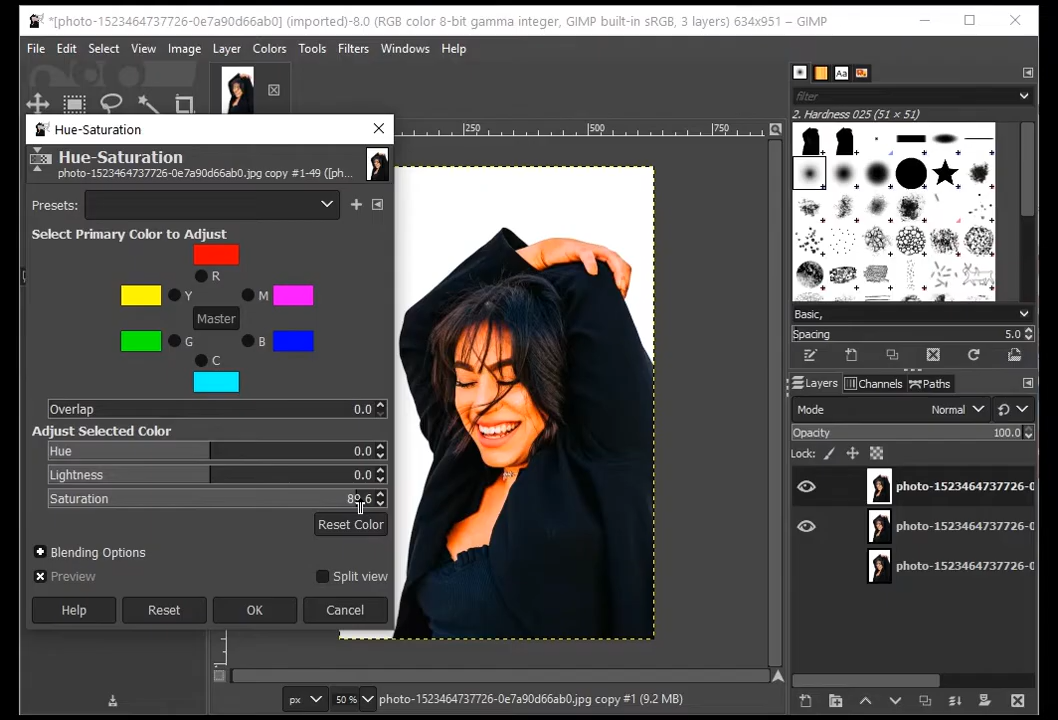 *[photo-1523464737726-0e7a90d66ab0] (imported)-8.0 (RGB color 8-bit gamma integer, GIMP built-in sRGB, 3 layers) 634x951 – GIMP
File Edit Select View Image Layer Colors Tools Filters Windows Help
Hue-Saturation
Hue-Saturation
photo-1523464737726-0e7a90d66ab0.jpg copy #1-49 ([ph...
Presets:
Select Primary Color to Adjust
R
Y
M
Master
G
B
C
Overlap 0.0
Adjust Selected Color
Hue 0.0
Lightness 0.0
Saturation 89.6
Reset Color
Blending Options
Preview
Split view
Help
Reset
OK
Cancel
250
500
750
px
50 %
photo-1523464737726-0e7a90d66ab0.jpg copy #1 (9.2 MB)
Aa
filter
2. Hardness 025 (51 × 51)
Basic,
Spacing 5.0
Layers
Channels
Paths
Mode Normal
Opacity 100.0
Lock:
photo-1523464737726-0
photo-1523464737726-0
photo-1523464737726-0